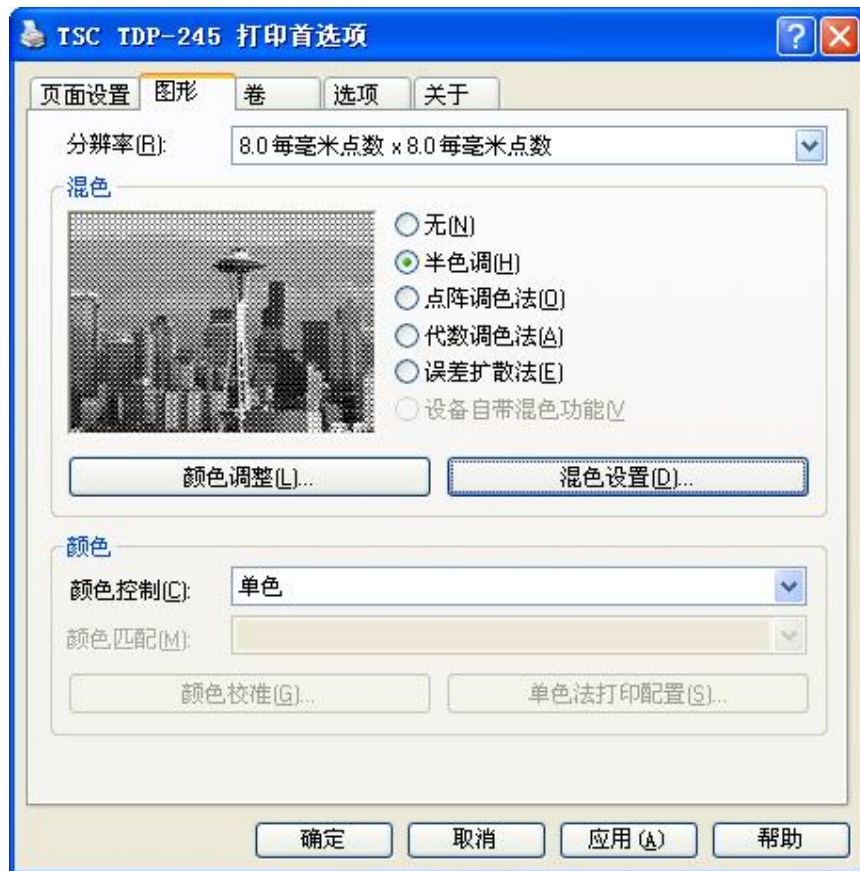 TSC TDP-245 打印首选项
页面设置 图形 卷 选项 关于
分辨率(R): 8.0 每毫米点数 x 8.0 每毫米点数
混色
无(N)
半色调(H)
点阵调色法(O)
代数调色法(A)
误差扩散法(E)
设备自带混色功能(V
颜色调整(L)... 混色设置(D)...
颜色
颜色控制(C): 单色
颜色匹配(M):
颜色校准(G)... 单色法打印配置(S)...
确定 取消 应用(A) 帮助